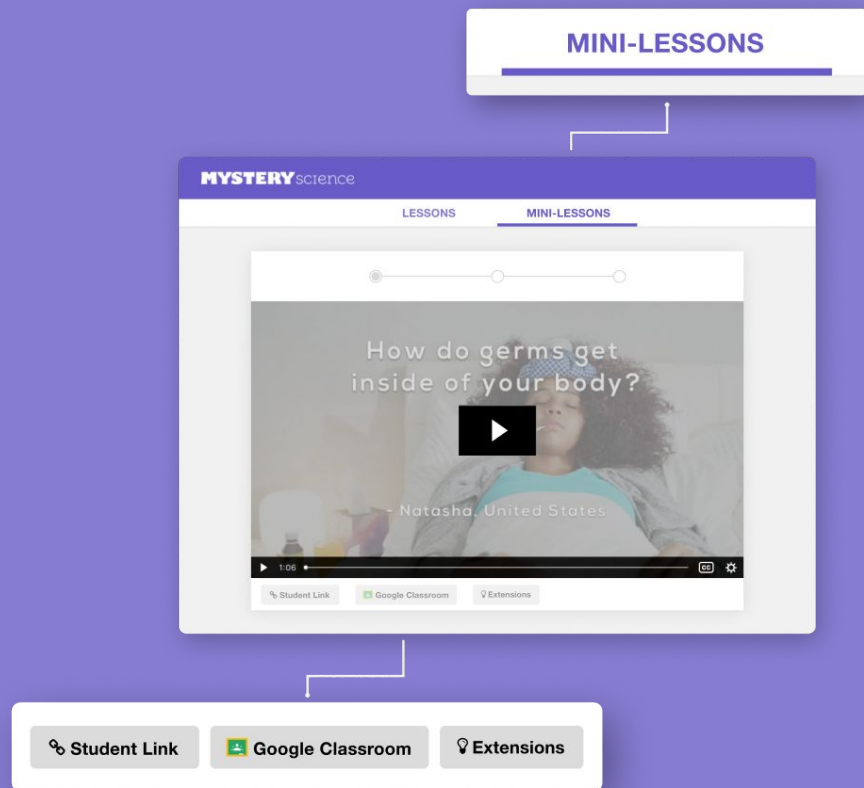 MINI-LESSONS
MYSTERY science
LESSONS MINI-LESSONS
How do germs get
inside of your body?
- Natasha, United States
1:06 CC
Student Link Google Classroom Extensions
Student Link Google Classroom Extensions